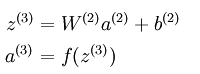 z⁽³⁾ = W⁽²⁾a⁽²⁾ + b⁽²⁾
a⁽³⁾ = f(z⁽³⁾)